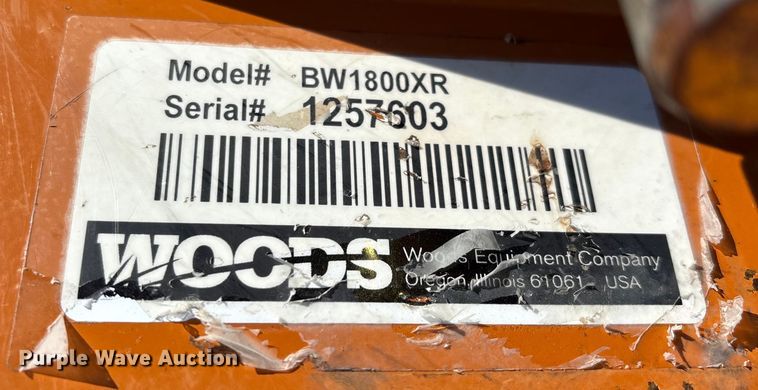 Model# BW1800XR
Serial# 1257603
WOODS
Woods Equipment Company
Oregon, Illinois 61061 USA
Purple Wave Auction